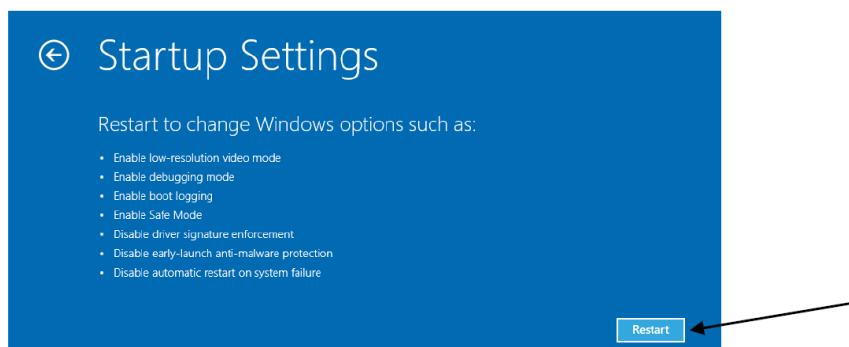 Startup Settings
Restart to change Windows options such as:
• Enable low-resolution video mode
• Enable debugging mode
• Enable boot logging
• Enable Safe Mode
• Disable driver signature enforcement
• Disable early-launch anti-malware protection
• Disable automatic restart on system failure
Restart